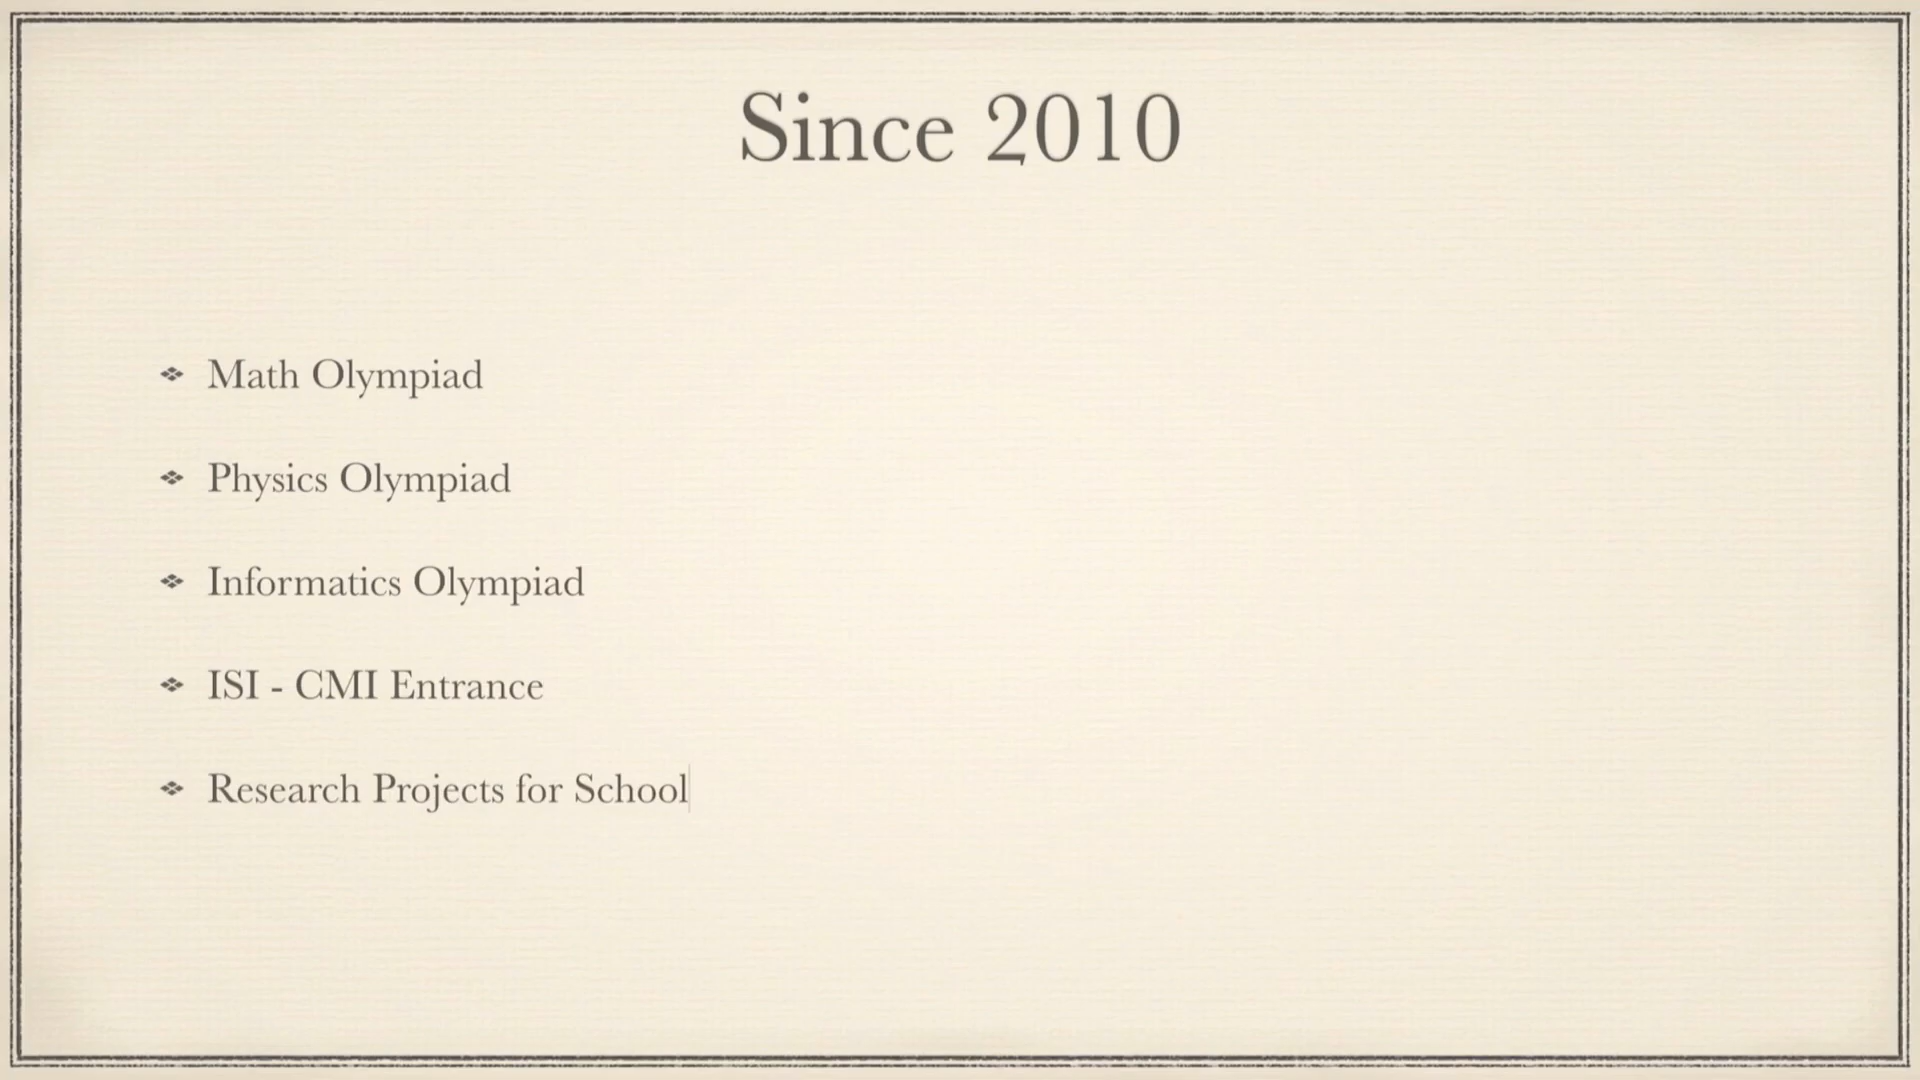 Since 2010
Math Olympiad
Physics Olympiad
Informatics Olympiad
ISI - CMI Entrance
Research Projects for School